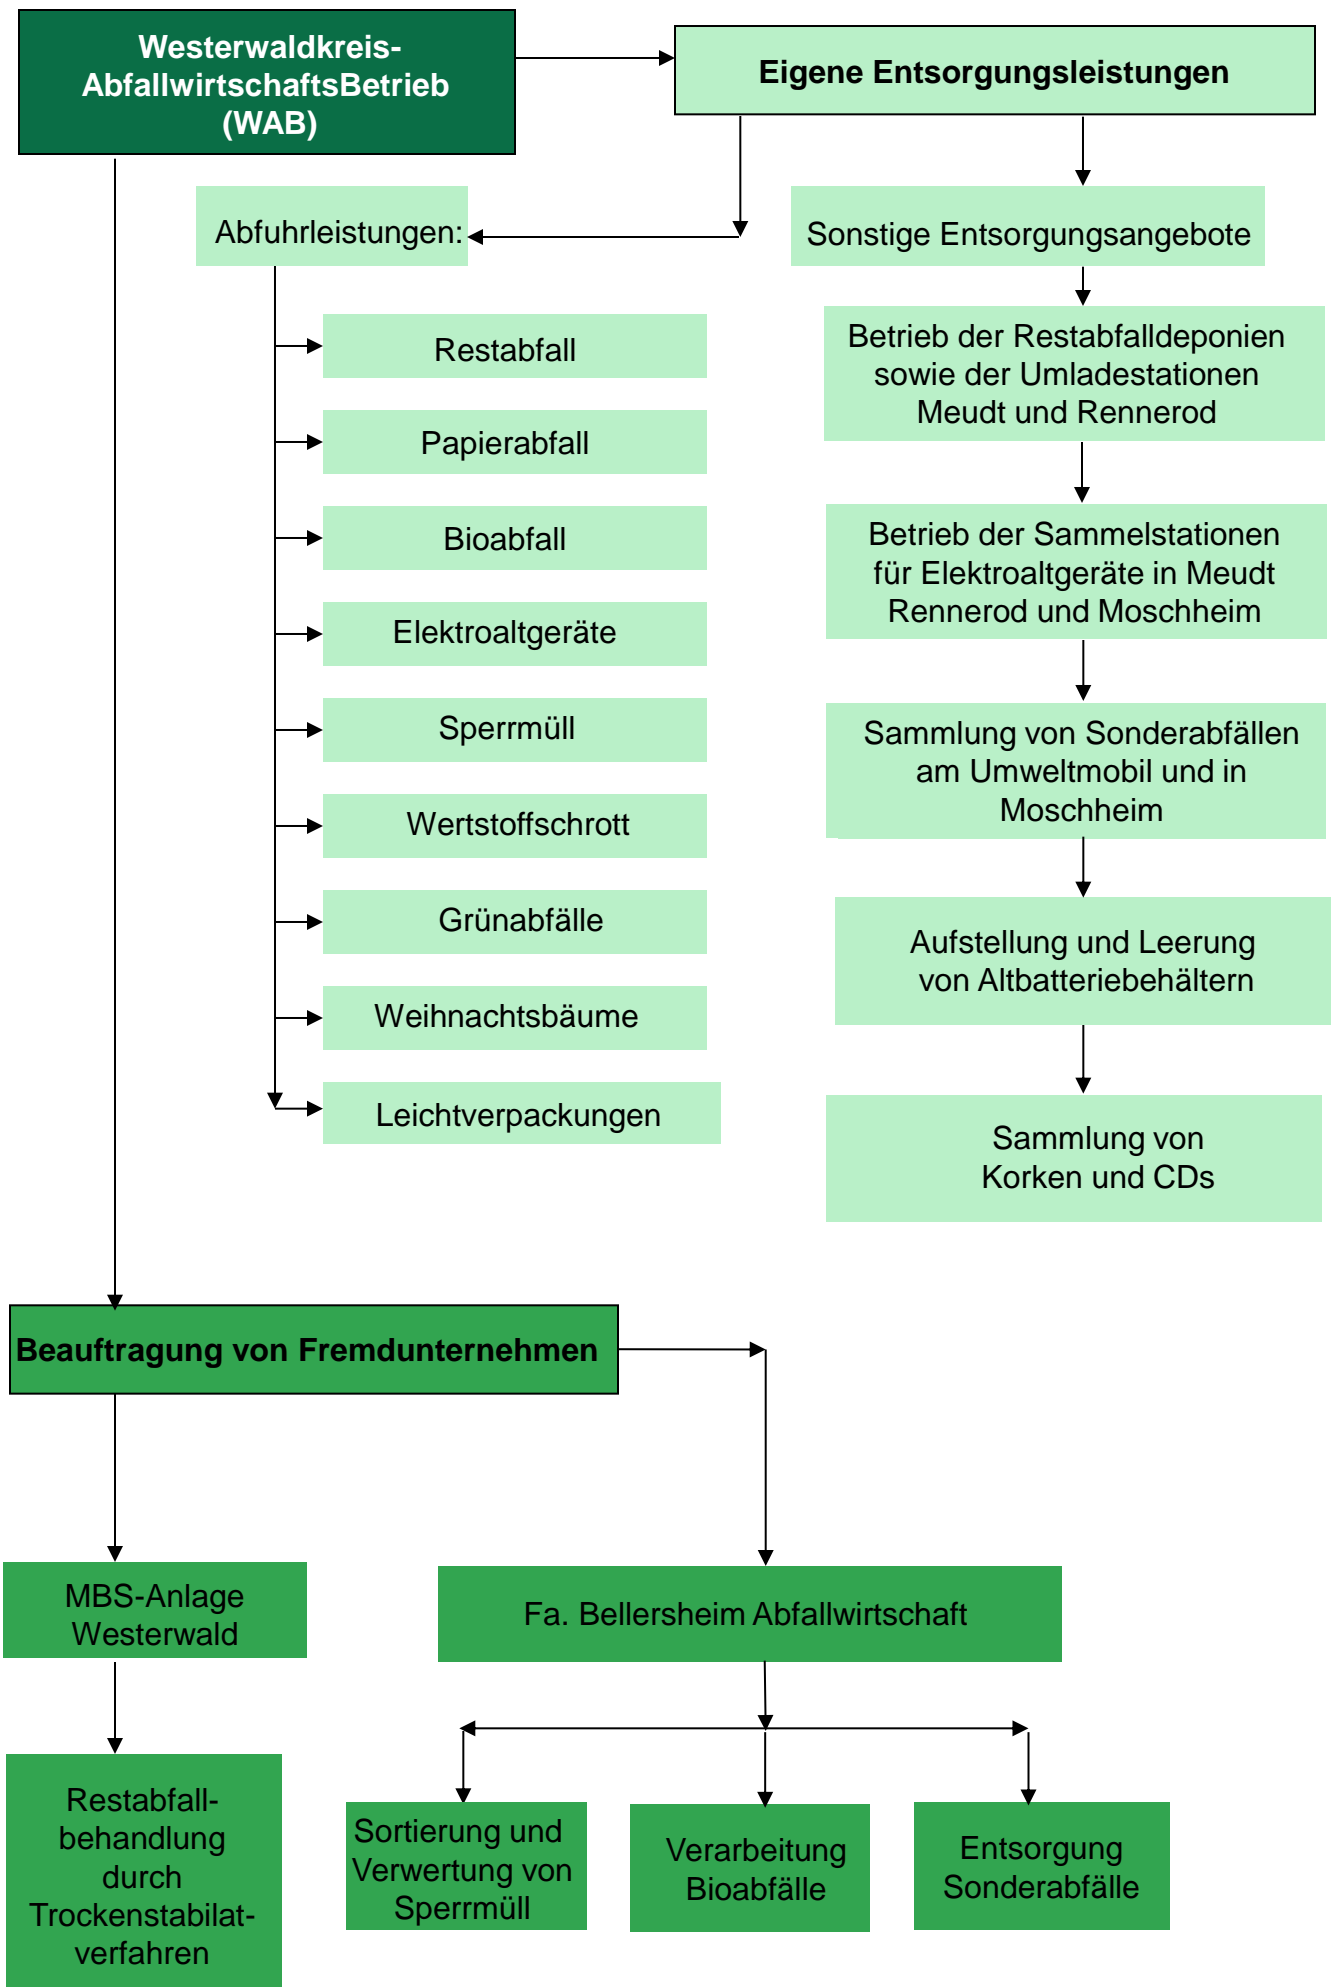 Westerwaldkreis-
AbfallwirtschaftsBetrieb
(WAB)
Eigene Entsorgungsleistungen
Abfuhrleistungen:
Restabfall
Papierabfall
Bioabfall
Elektroaltgeräte
Sperrmüll
Wertstoffschrott
Grünabfälle
Weihnachtsbäume
Leichtverpackungen
Sonstige Entsorgungsangebote
Betrieb der Restabfalldeponien
sowie der Umladestationen
Meudt und Rennerod
Betrieb der Sammelstationen
für Elektroaltgeräte in Meudt
Rennerod und Moschheim
Sammlung von Sonderabfällen
am Umweltmobil und in
Moschheim
Aufstellung und Leerung
von Altbatteriebehältern
Sammlung von
Korken und CDs
Beauftragung von Fremdunternehmen
MBS-Anlage
Westerwald
Restabfall-
behandlung
durch
Trockenstabilat-
verfahren
Fa. Bellersheim Abfallwirtschaft
Sortierung und
Verwertung von
Sperrmüll
Verarbeitung
Bioabfälle
Entsorgung
Sonderabfälle